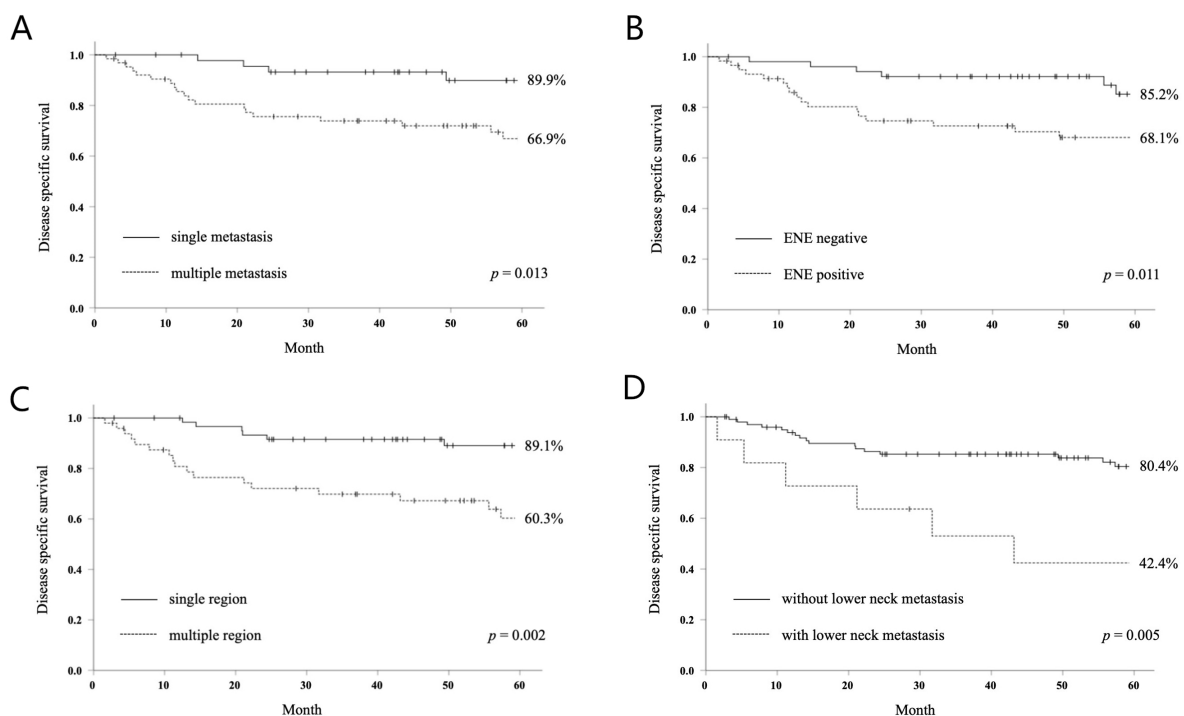 A
Disease specific survival
1.0
0.8
0.6
0.4
0.2
0.0
89.9%
66.9%
single metastasis
multiple metastasis
p = 0.013
0 10 20 30 40 50 60
Month
B
Disease specific survival
1.0
0.8
0.6
0.4
0.2
0.0
85.2%
68.1%
ENE negative
ENE positive
p = 0.011
0 10 20 30 40 50 60
Month
C
Disease specific survival
1.0
0.8
0.6
0.4
0.2
0.0
89.1%
60.3%
single region
multiple region
p = 0.002
0 10 20 30 40 50 60
Month
D
Disease specific survival
1.0
0.8
0.6
0.4
0.2
0.0
80.4%
42.4%
without lower neck metastasis
with lower neck metastasis
p = 0.005
0 10 20 30 40 50 60
Month